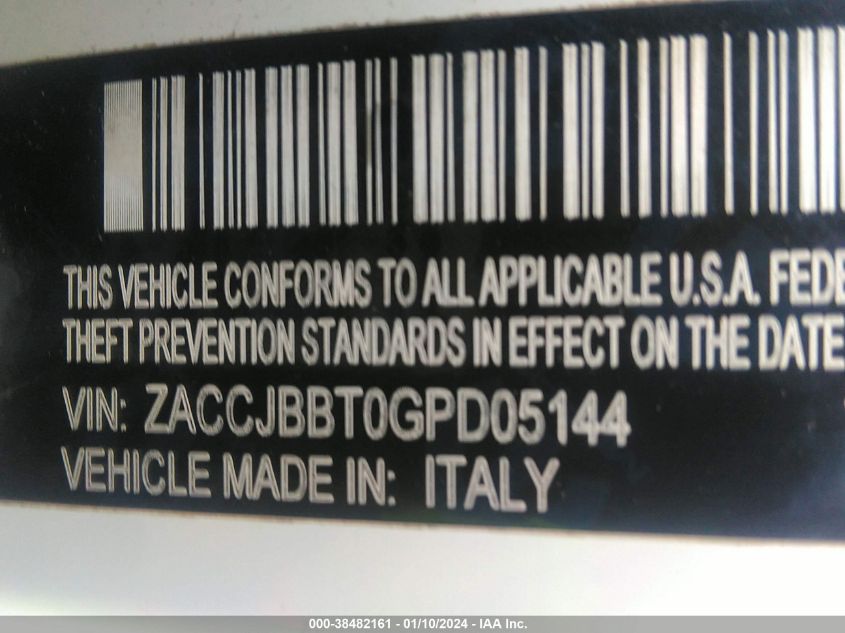 THIS VEHICLE CONFORMS TO ALL APPLICABLE U.S.A. FEDE
THEFT PREVENTION STANDARDS IN EFFECT ON THE DATE
VIN: ZACCJBBT0GPD05144
VEHICLE MADE IN: ITALY
000-38482161 - 01/10/2024 - IAA Inc.